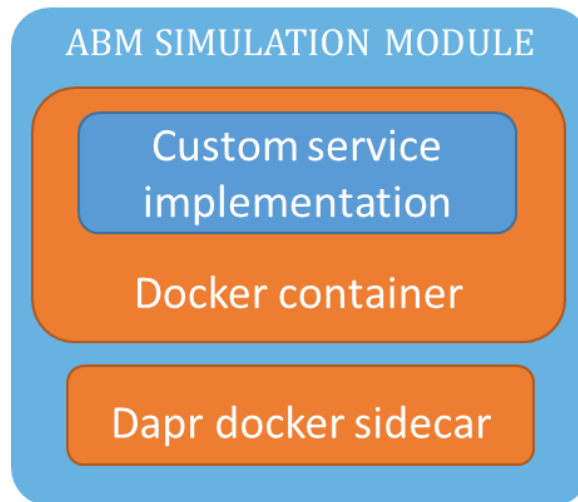 ABM SIMULATION MODULE
Custom service
implementation
Docker container
Dapr docker sidecar